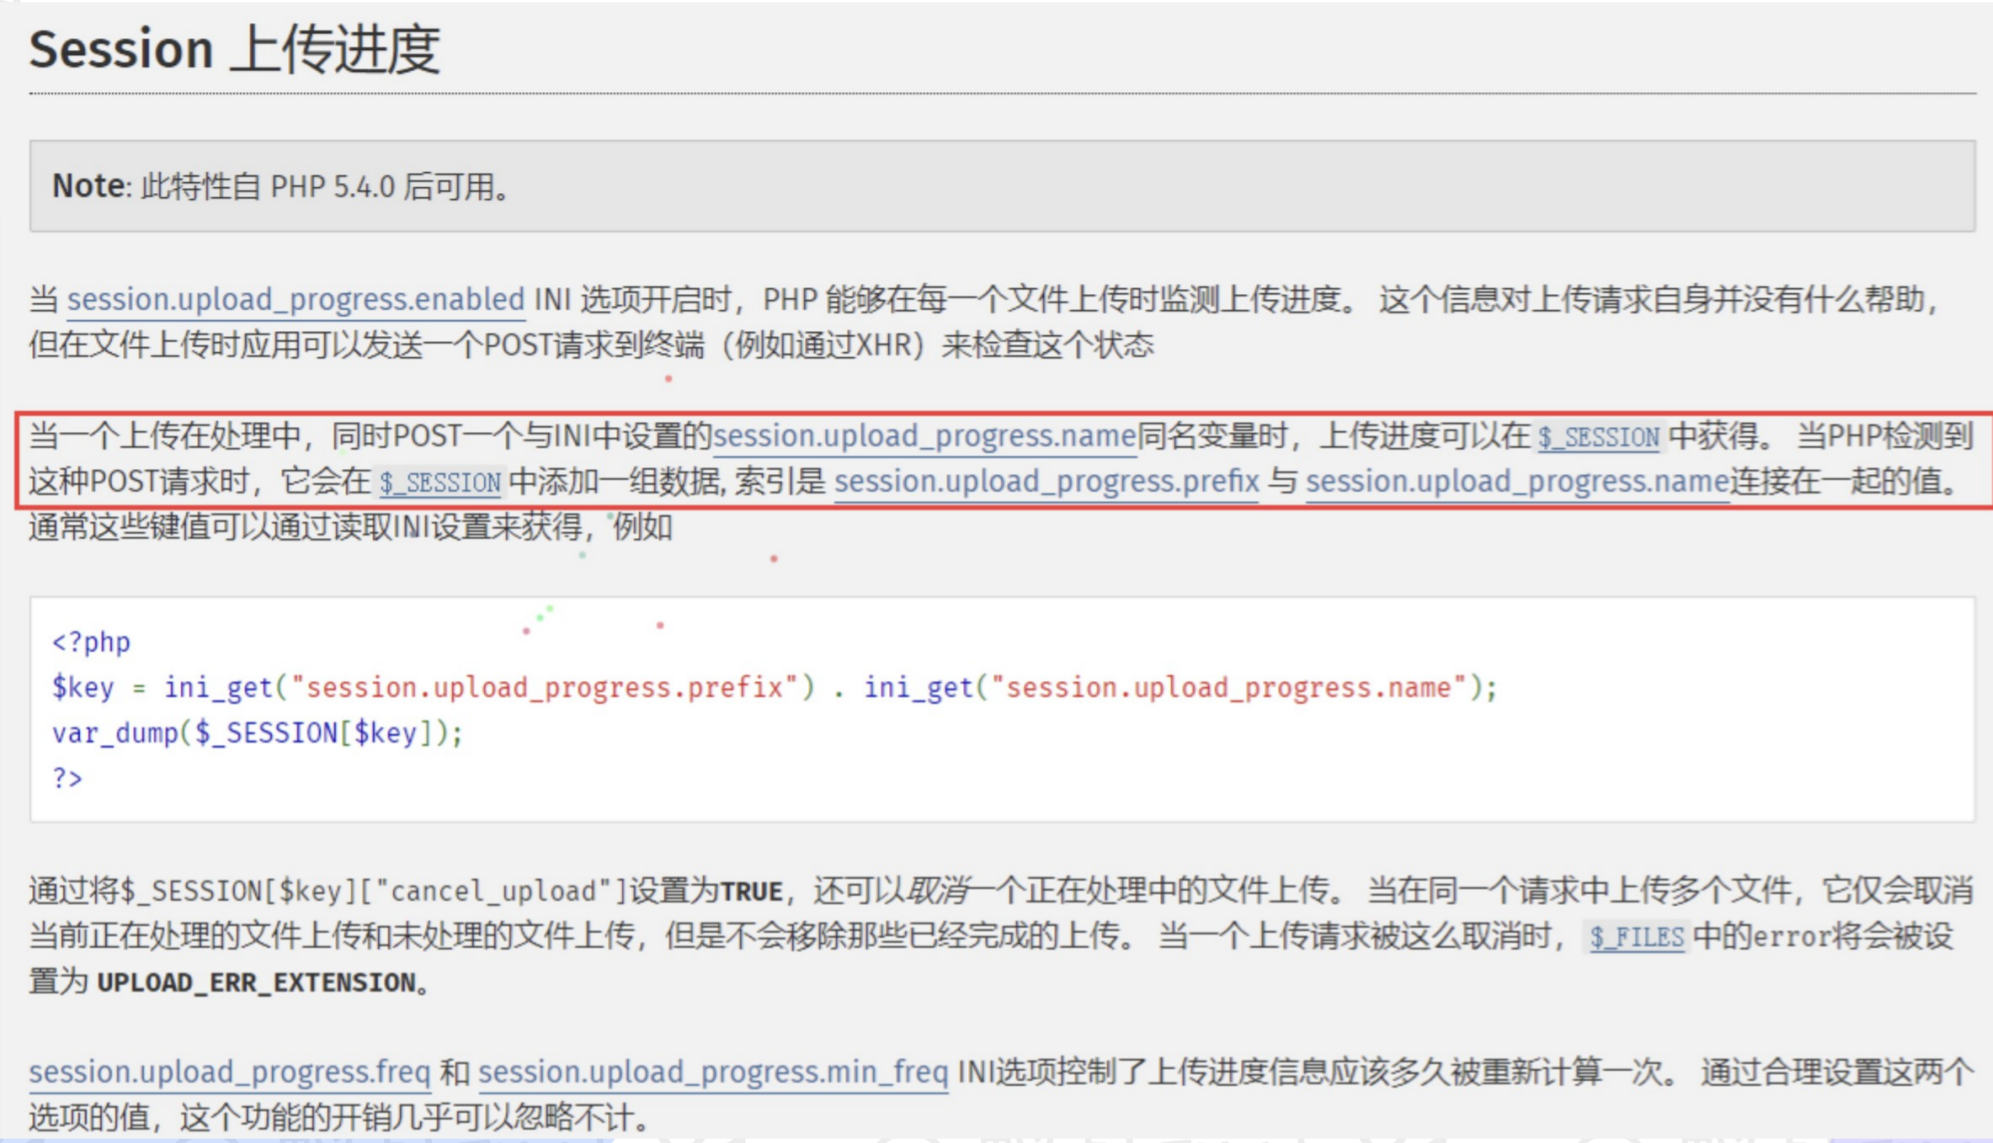 Session 上传进度
Note: 此特性自 PHP 5.4.0 后可用。
当 session.upload_progress.enabled INI 选项开启时，PHP 能够在每一个文件上传时监测上传进度。 这个信息对上传请求自身并没有什么帮助，
但在文件上传时应用可以发送一个POST请求到终端（例如通过XHR）来检查这个状态
当一个上传在处理中，同时POST一个与INI中设置的session.upload_progress.name同名变量时，上传进度可以在 $_SESSION 中获得。 当PHP检测到
这种POST请求时，它会在 $_SESSION 中添加一组数据, 索引是 session.upload_progress.prefix 与 session.upload_progress.name连接在一起的值。
通常这些键值可以通过读取INI设置来获得，例如
<?php
$key = ini_get("session.upload_progress.prefix") . ini_get("session.upload_progress.name");
var_dump($_SESSION[$key]);
?>
通过将$_SESSION[$key]["cancel_upload"]设置为TRUE，还可以取消一个正在处理中的文件上传。 当在同一个请求中上传多个文件，它仅会取消
当前正在处理的文件上传和未处理的文件上传，但是不会移除那些已经完成的上传。 当一个上传请求被这么取消时， $_FILES 中的error将会被设
置为 UPLOAD_ERR_EXTENSION。
session.upload_progress.freq 和 session.upload_progress.min_freq INI选项控制了上传进度信息应该多久被重新计算一次。 通过合理设置这两个
选项的值，这个功能的开销几乎可以忽略不计。